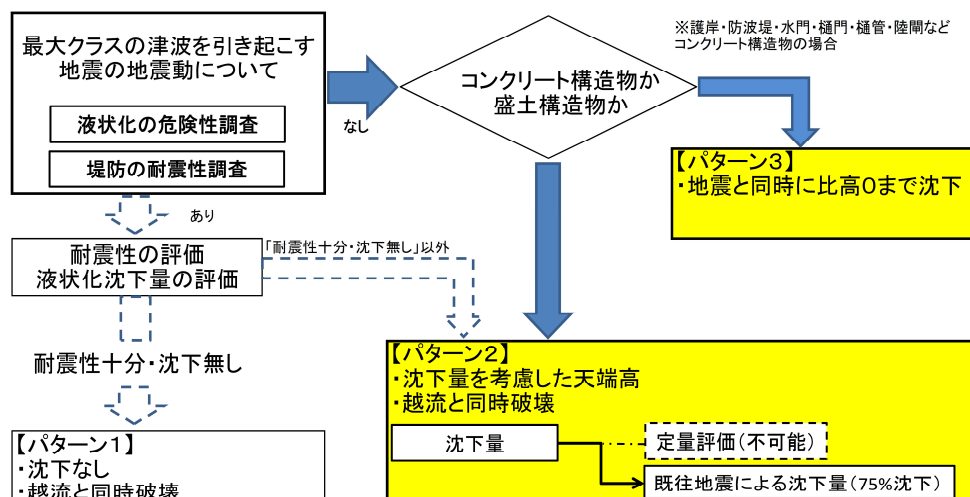 最大クラスの津波を引き起こす
地震の地震動について
液状化の危険性調査
堤防の耐震性調査
なし
コンクリート構造物か
盛土構造物か
※護岸・防波堤・水門・樋門・樋管・陸閘など
コンクリート構造物の場合
【パターン3】
・地震と同時に比高0まで沈下
あり
耐震性の評価
液状化沈下量の評価
「耐震性十分・沈下無し」以外
耐震性十分・沈下無し
【パターン2】
・沈下量を考慮した天端高
・越流と同時破壊
沈下量
定量評価(不可能)
既往地震による沈下量(75%沈下)
【パターン1】
・沈下なし
・越流と同時破壊